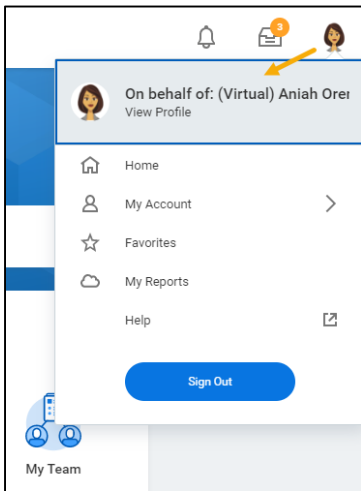 3
On behalf of: (Virtual) Aniah Orer
View Profile
Home
My Account
Favorites
My Reports
Help
Sign Out
My Team